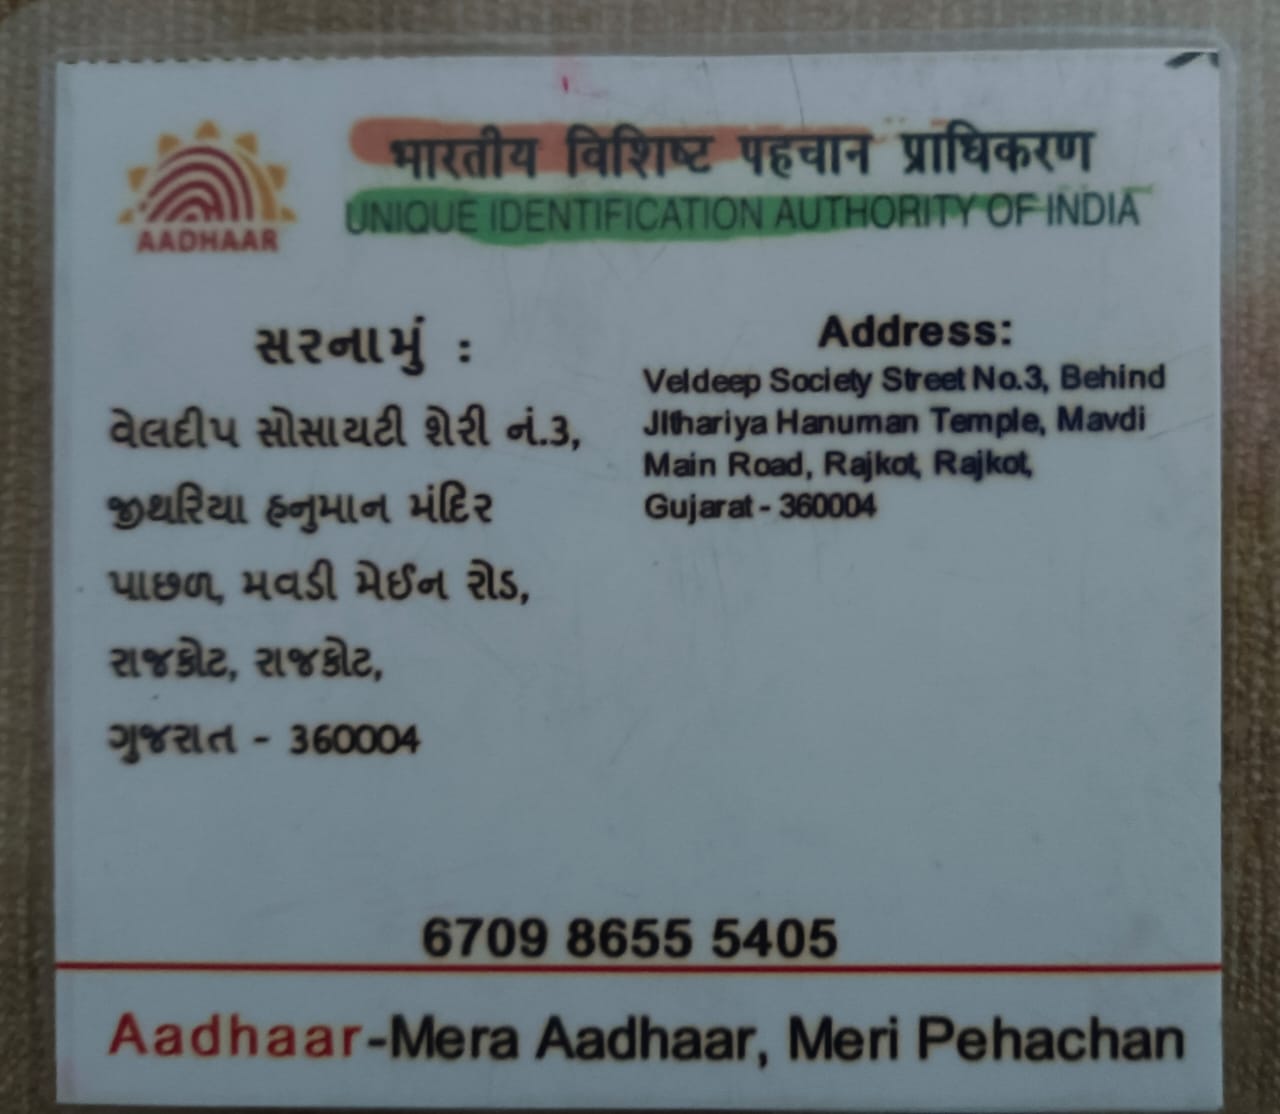 भारतीय विशिष्ट पहचान प्राधिकरण
UNIQUE IDENTIFICATION AUTHORITY OF INDIA
AADHAAR
સરનામું :
વેલદીપ સોસાયટી શેરી નં.3,
જીથરિયા હનુમાન મંદિર
પાછળ, મવડી મેઈન રોડ,
રાજકોટ, રાજકોટ,
ગુજરાત - 360004
Address:
Veldeep Society Street No.3, Behind
JIthariya Hanuman Temple, Mavdi
Main Road, Rajkot, Rajkot,
Gujarat - 360004
6709 8655 5405
Aadhaar-Mera Aadhaar, Meri Pehachan